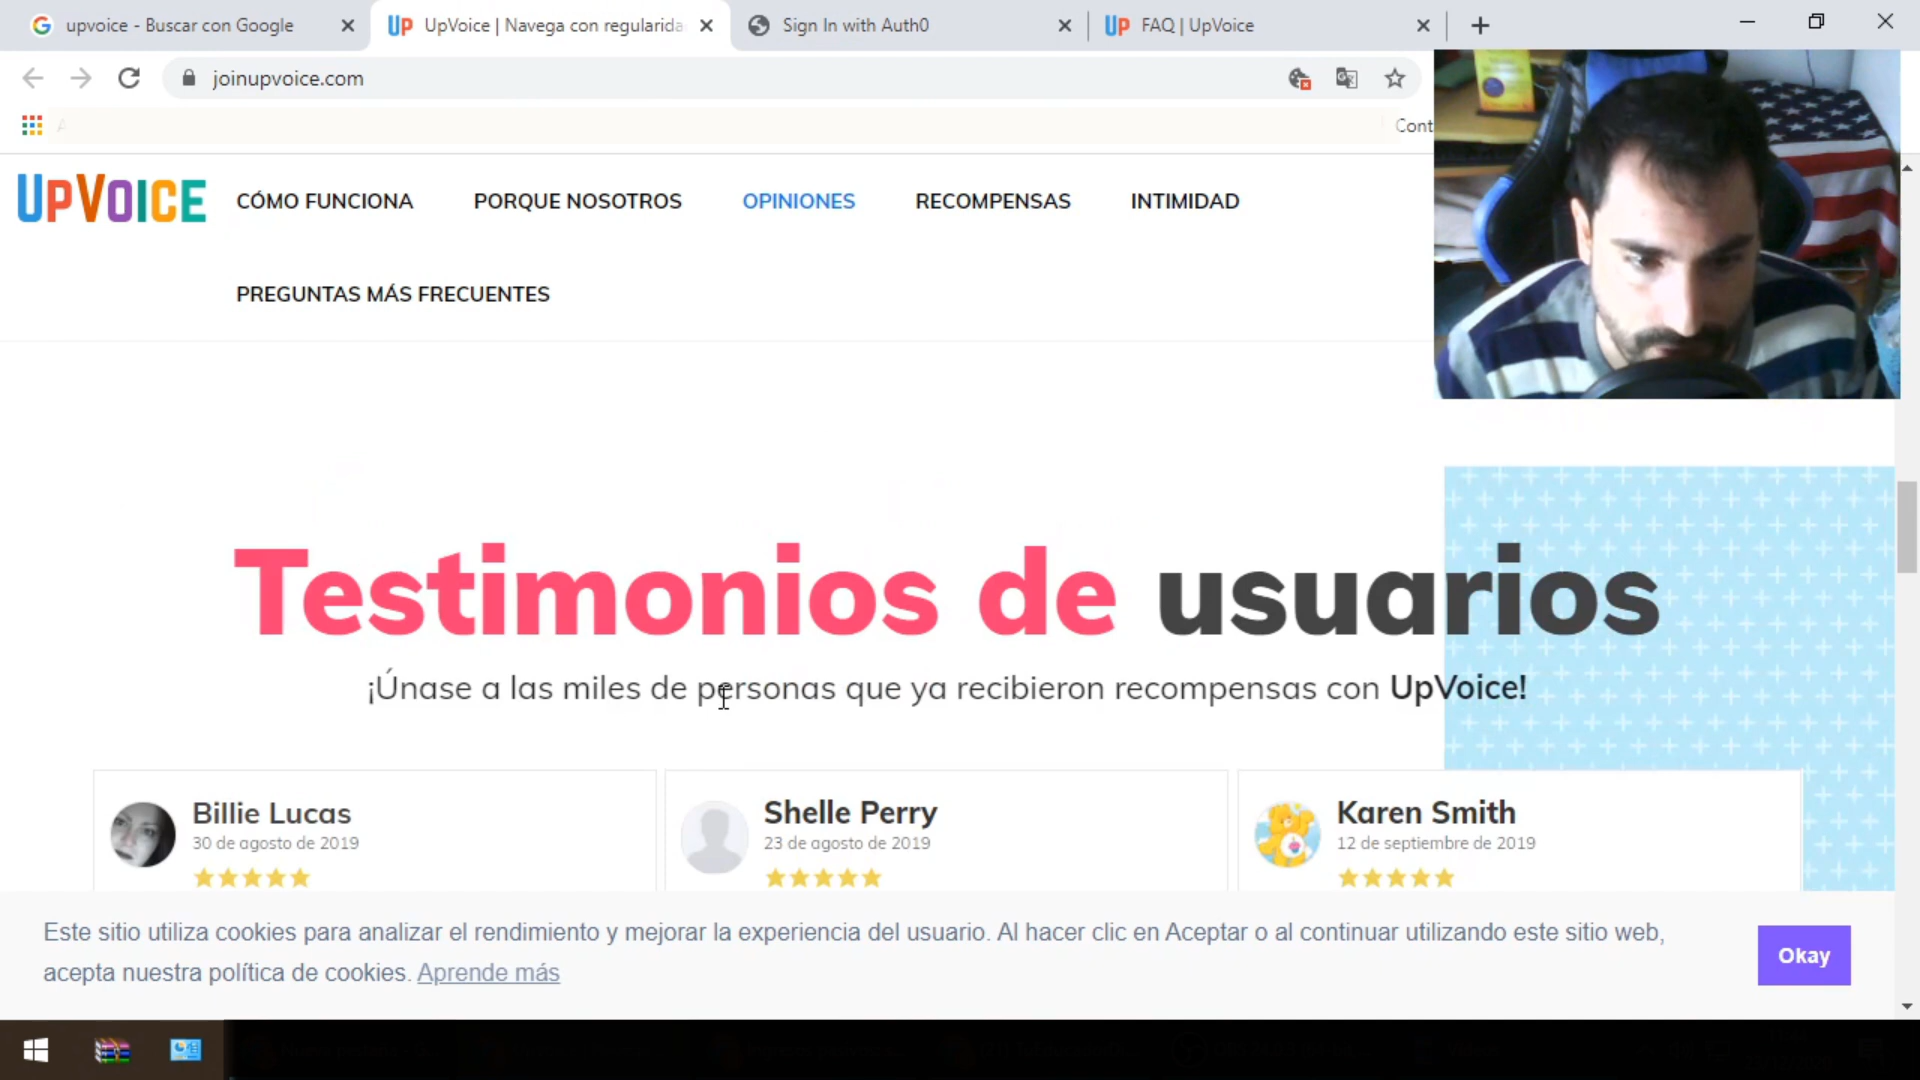 upvoice - Buscar con Google
UpVoice | Navega con regularida
Sign In with Auth0
FAQ | UpVoice
joinupvoice.com
Cont
UPVOICE
CÓMO FUNCIONA
PORQUE NOSOTROS
OPINIONES
RECOMPENSAS
INTIMIDAD
PREGUNTAS MÁS FRECUENTES
Testimonios de usuarios
¡Únase a las miles de personas que ya recibieron recompensas con UpVoice!
Billie Lucas
30 de agosto de 2019
Shelle Perry
23 de agosto de 2019
Karen Smith
12 de septiembre de 2019
Este sitio utiliza cookies para analizar el rendimiento y mejorar la experiencia del usuario. Al hacer clic en Aceptar o al continuar utilizando este sitio web,
acepta nuestra política de cookies. Aprende más
Okay